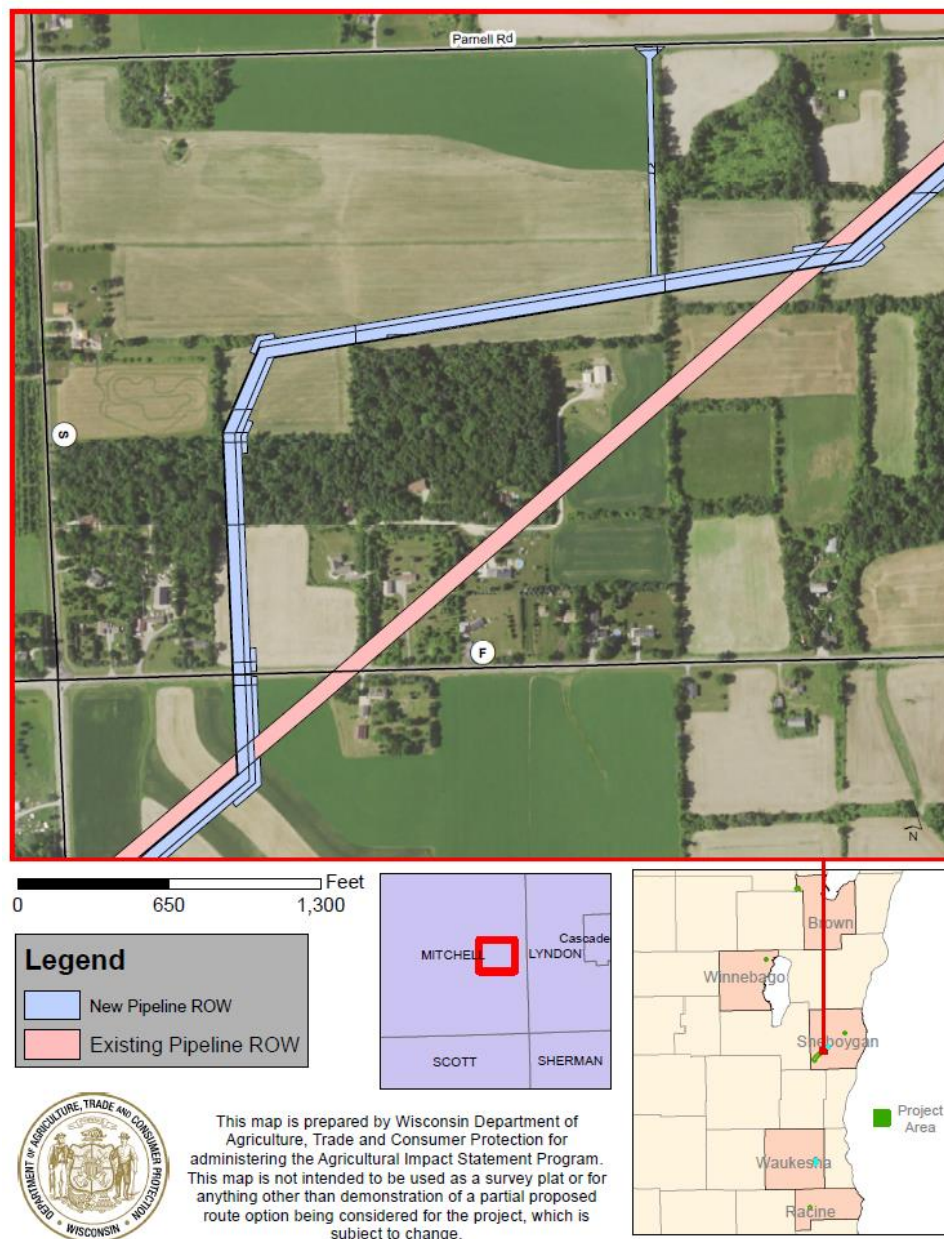 Parnell Rd
S
F
N
Feet
0 650 1,300
Legend
New Pipeline ROW
Existing Pipeline ROW
MITCHELL LYNDON Cascade
SCOTT SHERMAN
Brown
Winnebago
Sheboygan
Waukesha
Racine
Project
Area
DEPARTMENT OF AGRICULTURE, TRADE AND CONSUMER PROTECTION
• WISCONSIN •
This map is prepared by Wisconsin Department of
Agriculture, Trade and Consumer Protection for
administering the Agricultural Impact Statement Program.
This map is not intended to be used as a survey plat or for
anything other than demonstration of a partial proposed
route option being considered for the project, which is
subject to change.